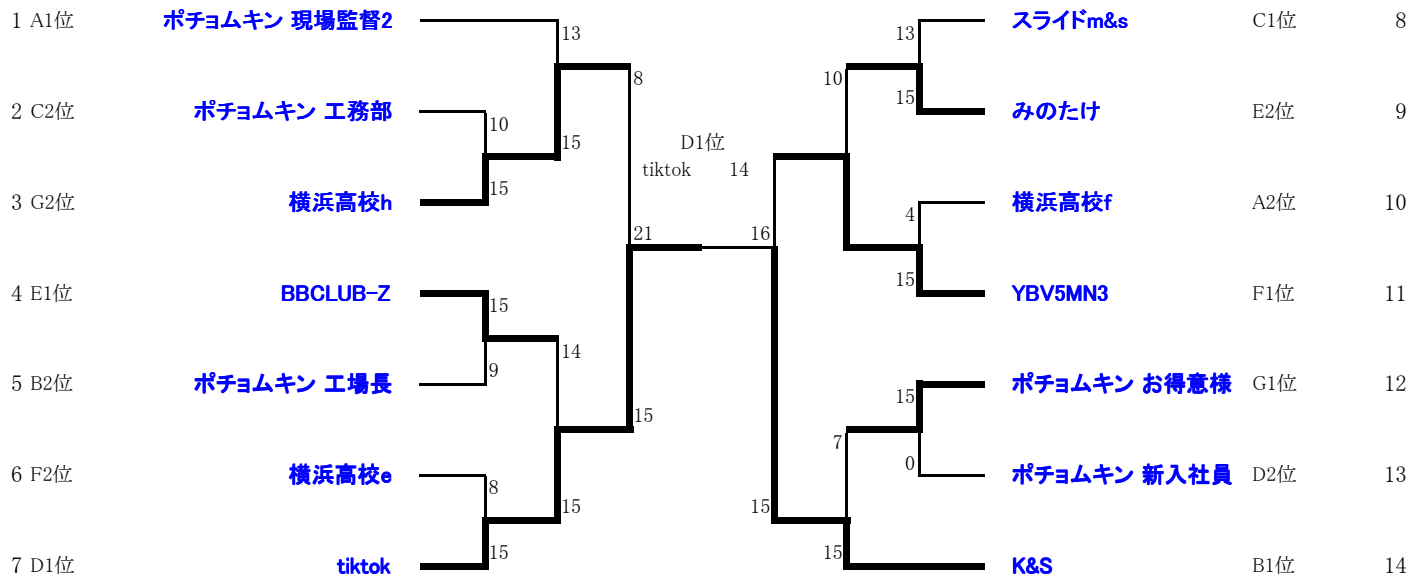 1 A1位 ポチョムキン 現場監督2
13
スライドm&s C1位 8
13
8
10
2 C2位 ポチョムキン 工務部
10
15
みのたけ E2位 9
15
D1位
tiktok 14
3 G2位 横浜高校h
15
横浜高校f A2位 10
4
21
16
4 E1位 BBCLUB-Z
15
14
YBV5MN3 F1位 11
15
5 B2位 ポチョムキン 工場長
9
15
ポチョムキン お得意様 G1位 12
15
7
6 F2位 横浜高校e
8
15
ポチョムキン 新入社員 D2位 13
0
15
7 D1位 tiktok
15
K&S B1位 14
15